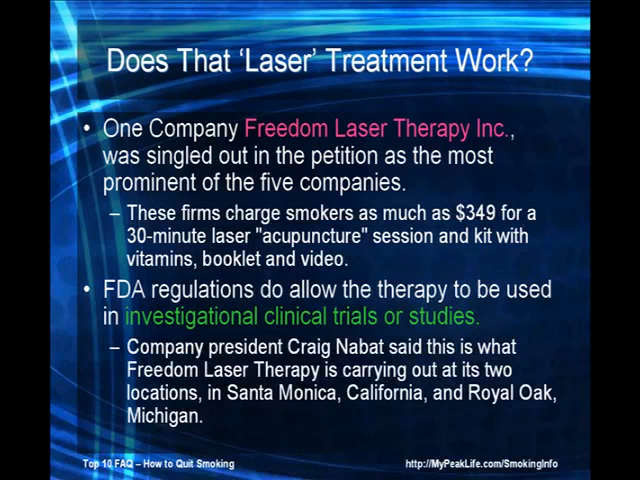 Does That ‘Laser’ Treatment Work?
• One Company Freedom Laser Therapy Inc.,
was singled out in the petition as the most
prominent of the five companies.
– These firms charge smokers as much as $349 for a
30-minute laser "acupuncture" session and kit with
vitamins, booklet and video.
• FDA regulations do allow the therapy to be used
in investigational clinical trials or studies.
– Company president Craig Nabat said this is what
Freedom Laser Therapy is carrying out at its two
locations, in Santa Monica, California, and Royal Oak,
Michigan.
Top 10 FAQ – How to Quit Smoking
http://MyPeakLife.com/SmokingInfo